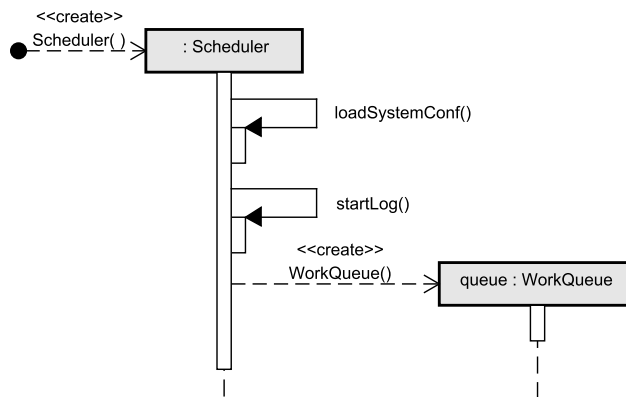 <<create>>
Scheduler( )
: Scheduler
loadSystemConf()
startLog()
<<create>>
WorkQueue()
queue : WorkQueue